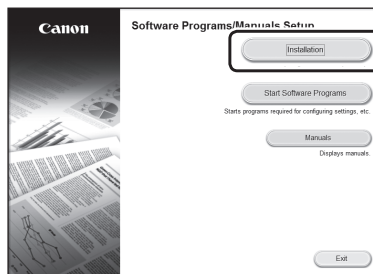 Canon
Software Programs/Manuals Setup
Installation
Start Software Programs
Starts programs required for configuring settings, etc.
Manuals
Displays manuals.
Exit